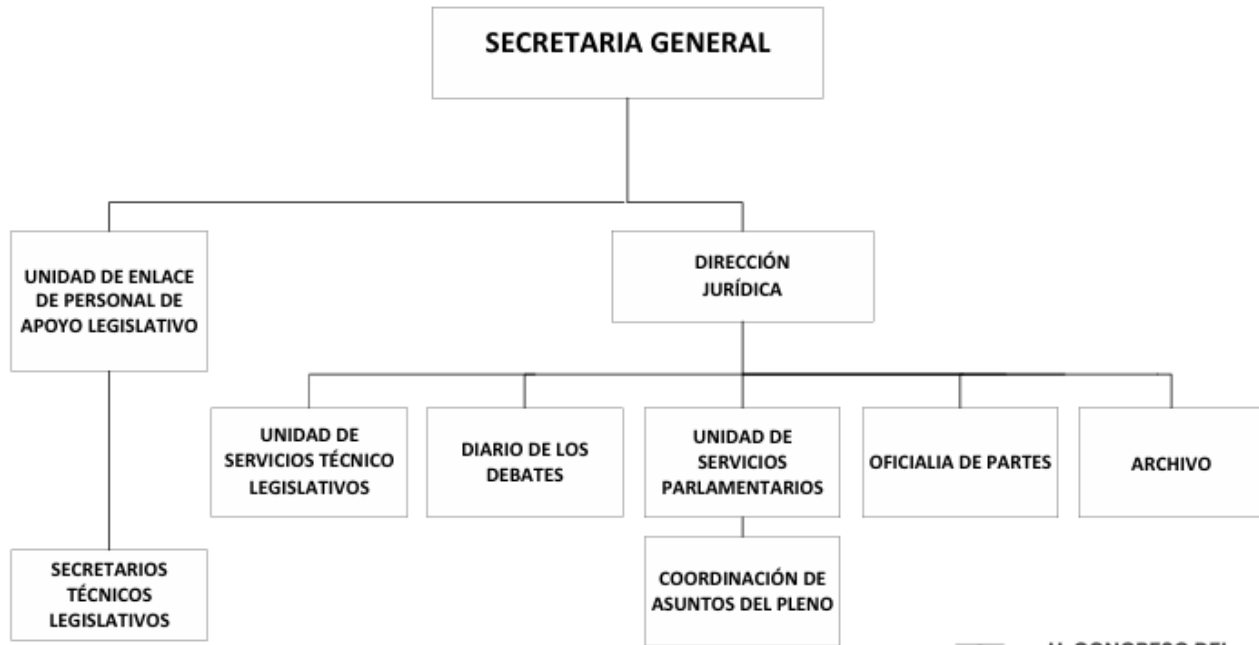 SECRETARIA GENERAL
UNIDAD DE ENLACE
DE PERSONAL DE
APOYO LEGISLATIVO
DIRECCIÓN
JURÍDICA
UNIDAD DE
SERVICIOS TÉCNICO
LEGISLATIVOS
DIARIO DE LOS
DEBATES
UNIDAD DE
SERVICIOS
PARLAMENTARIOS
OFICIALIA DE PARTES
ARCHIVO
SECRETARIOS
TÉCNICOS
LEGISLATIVOS
COORDINACIÓN DE
ASUNTOS DEL PLENO